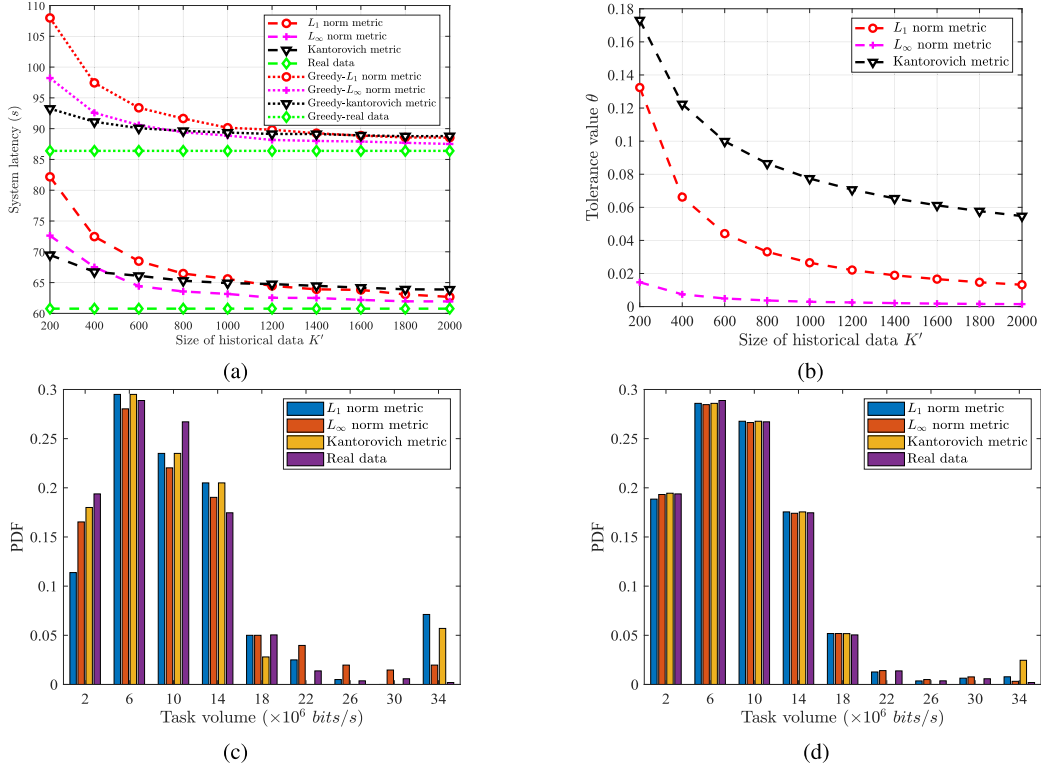 110
105
100
95
90
85
80
75
70
65
60
System latency (s)
200 400 600 800 1000 1200 1400 1600 1800 2000
Size of historical data K′
L₁ norm metric
L∞ norm metric
Kantorovich metric
Real data
Greedy-L₁ norm metric
Greedy-L∞ norm metric
Greedy-kantorovich metric
Greedy-real data
(a)
0.18
0.16
0.14
0.12
0.1
0.08
0.06
0.04
0.02
0
Tolerance value θ
200 400 600 800 1000 1200 1400 1600 1800 2000
Size of historical data K′
L₁ norm metric
L∞ norm metric
Kantorovich metric
(b)
0.3
0.25
0.2
0.15
0.1
0.05
0
PDF
2 6 10 14 18 22 26 30 34
Task volume (×10⁶ bits/s)
L₁ norm metric
L∞ norm metric
Kantorovich metric
Real data
(c)
0.3
0.25
0.2
0.15
0.1
0.05
0
PDF
2 6 10 14 18 22 26 30 34
Task volume (×10⁶ bits/s)
L₁ norm metric
L∞ norm metric
Kantorovich metric
Real data
(d)